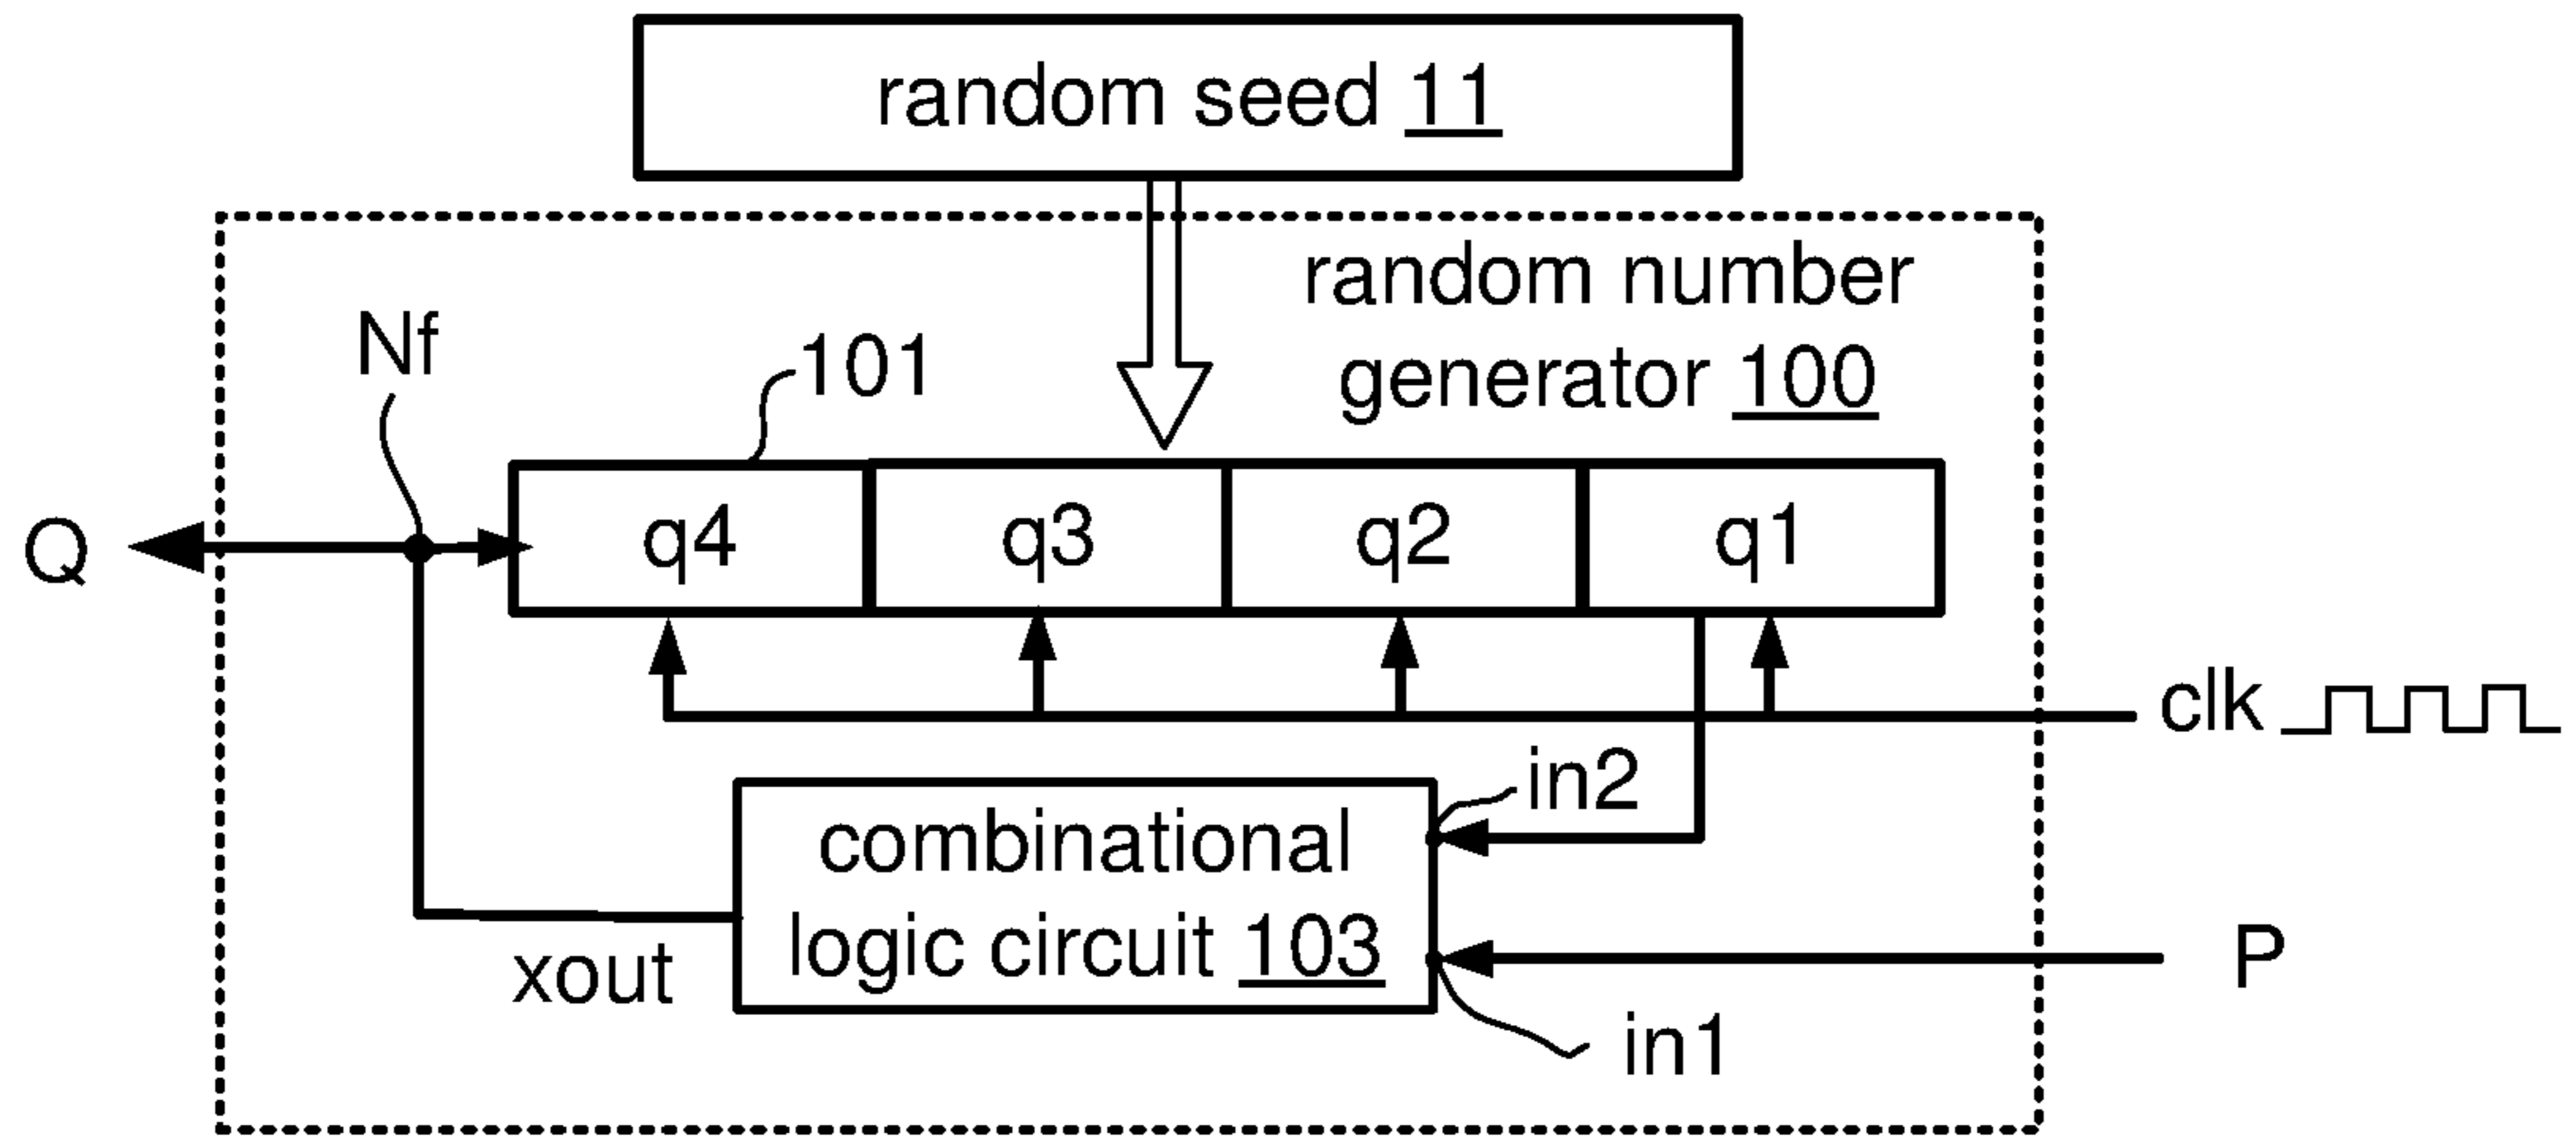 random seed 11
random number
generator 100
Nf
101
Q
q4
q3
q2
q1
clk
in2
combinational
logic circuit 103
xout
P
in1